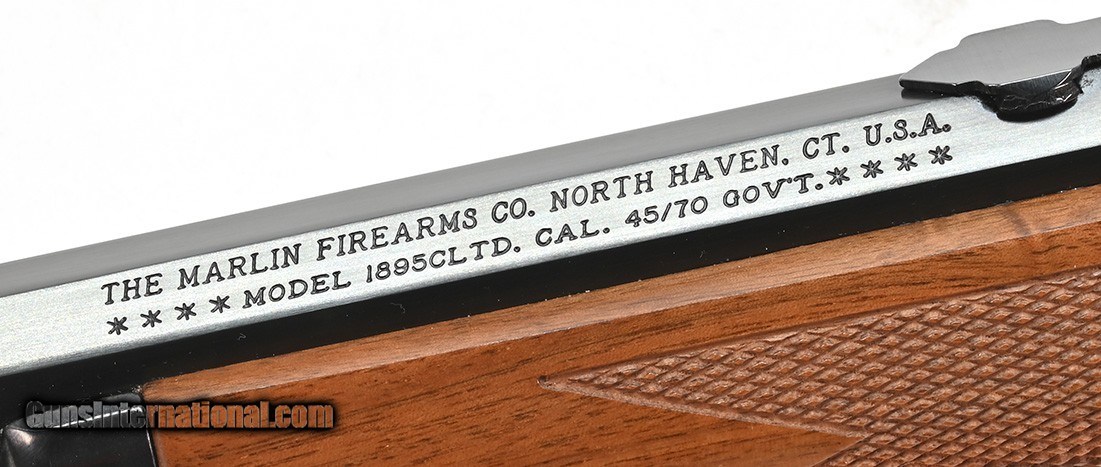 THE MARLIN FIREARMS CO. NORTH HAVEN. CT. U.S.A.
****MODEL 1895CLTD. CAL. 45/70 GOV'T.****
GunsInternational.com